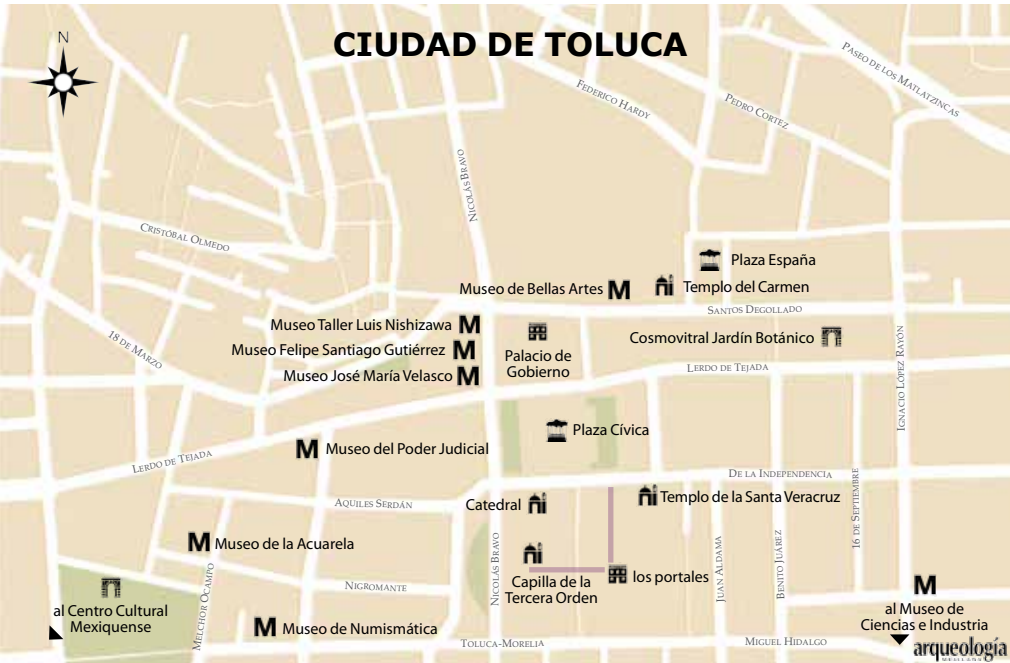 CIUDAD DE TOLUCA
N
PASEO DE LOS MATLATZINCAS
FEDERICO HARDY
PEDRO CORTEZ
NICOLÁS BRAVO
CRISTÓBAL OLMEDO
Plaza España
Museo de Bellas Artes M
Templo del Carmen
SANTOS DEGOLLADO
Museo Taller Luis Nishizawa M
18 DE MARZO
Museo Felipe Santiago Gutiérrez M
Palacio de
Gobierno
Cosmovitral Jardín Botánico
IGNACIO LÓPEZ RAYÓN
Museo José María Velasco M
LERDO DE TEJADA
Plaza Cívica
M Museo del Poder Judicial
LERDO DE TEJADA
DE LA INDEPENDENCIA
16 DE SEPTIEMBRE
AQUILES SERDÁN
Catedral
Templo de la Santa Veracruz
M Museo de la Acuarela
NICOLÁS BRAVO
JUAN ALDAMA
BENITO JUÁREZ
MELCHOR OCAMPO
NIGROMANTE
Capilla de la
Tercera Orden
los portales
al Centro Cultural
Mexiquense
M
al Museo de
Ciencias e Industria
M Museo de Numismática
TOLUCA-MORELIA
MIGUEL HIDALGO
arqueología
MEXICANA